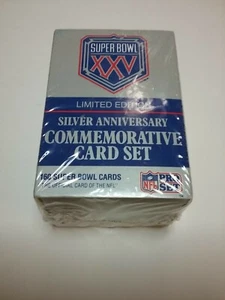 SUPER BOWL
XXV
LIMITED EDITION
SILVER ANNIVERSARY
COMMEMORATIVE
CARD SET
160 SUPER BOWL CARDS
THE OFFICIAL CARD OF THE NFL
NFL
PRO
SET